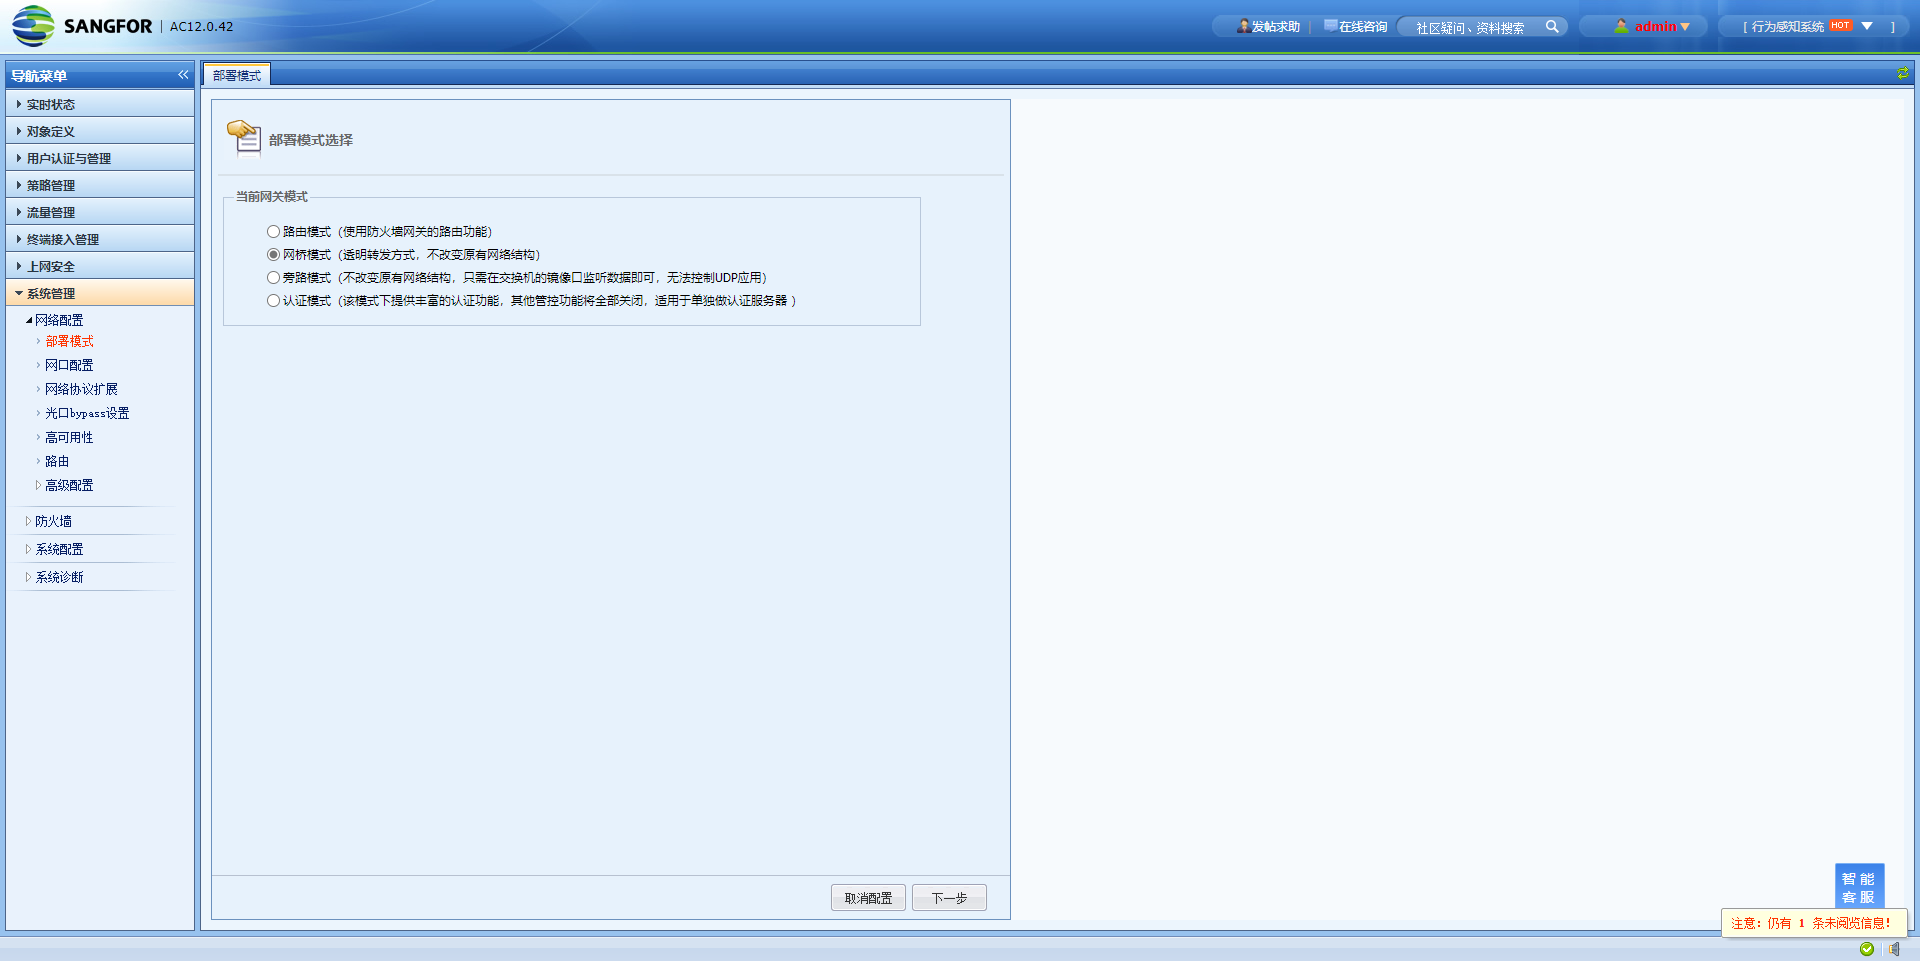 SANGFOR | AC12.0.42
发帖求助 | 在线咨询 社区疑问、资料搜索 admin [ 行为感知系统 HOT ]
导航菜单
部署模式
实时状态
对象定义
用户认证与管理
策略管理
流量管理
终端接入管理
上网安全
系统管理
网络配置
部署模式
网口配置
网络协议扩展
光口bypass设置
高可用性
路由
高级配置
防火墙
系统配置
系统诊断
部署模式选择
当前网关模式
路由模式（使用防火墙网关的路由功能）
网桥模式（透明转发方式，不改变原有网络结构）
旁路模式（不改变原有网络结构，只需在交换机的镜像口监听数据即可，无法控制UDP应用）
认证模式（该模式下提供丰富的认证功能，其他管控功能将全部关闭，适用于单独做认证服务器 ）
取消配置 下一步
智能
客服
注意：仍有 1 条未阅览信息！